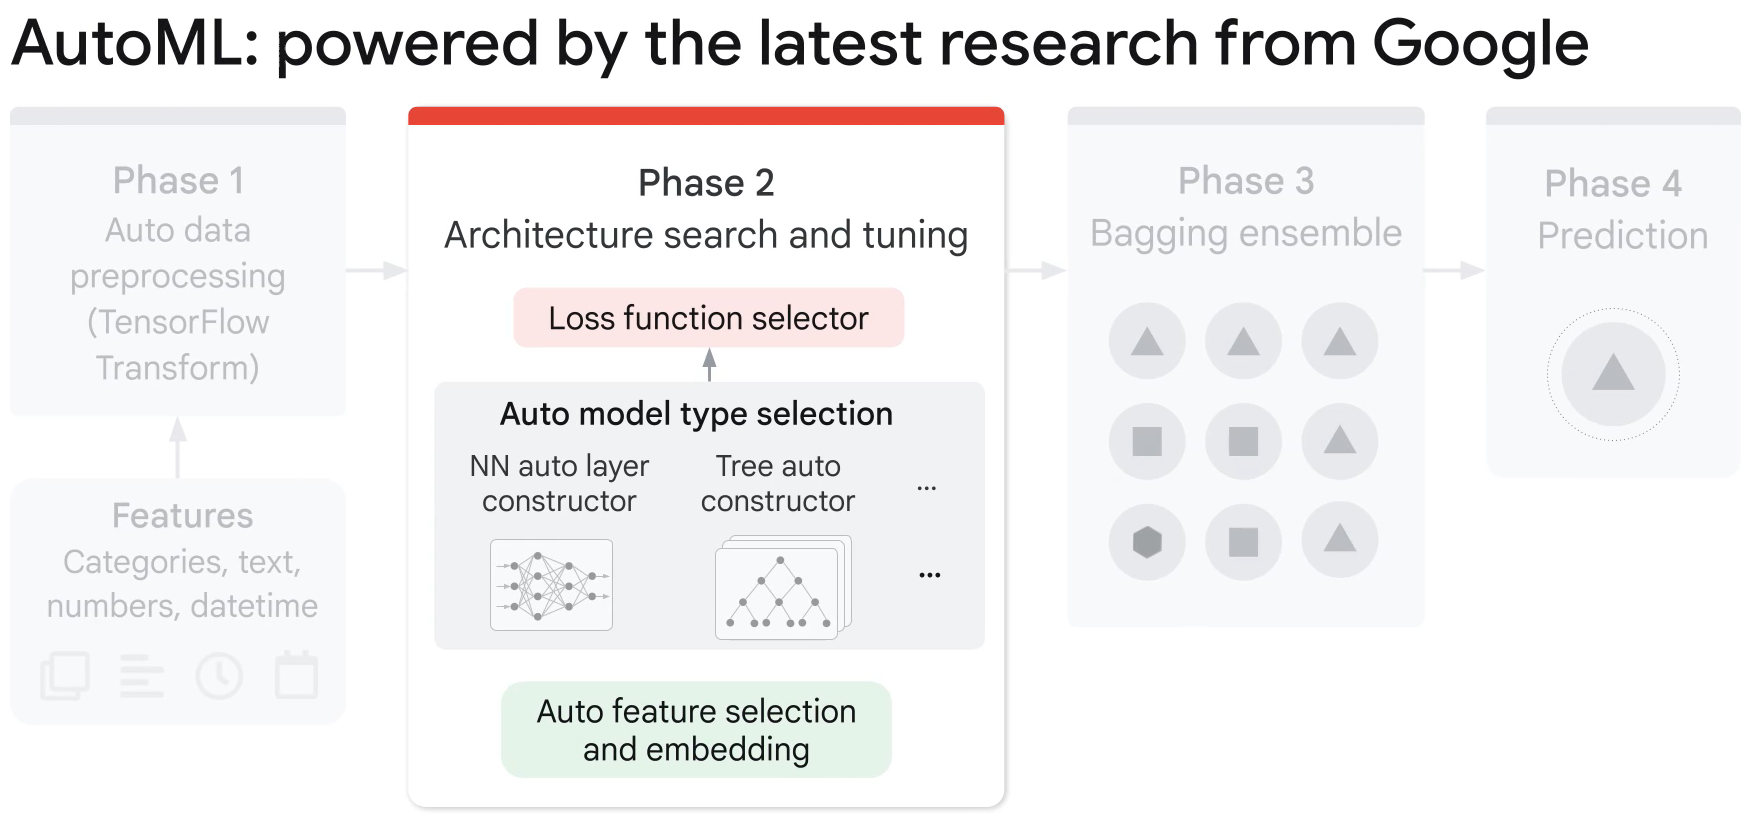 AutoML: powered by the latest research from Google
Phase 1
Auto data
preprocessing
(TensorFlow
Transform)
Features
Categories, text,
numbers, datetime
Phase 2
Architecture search and tuning
Loss function selector
Auto model type selection
NN auto layer
constructor
Tree auto
constructor
...
...
Auto feature selection
and embedding
Phase 3
Bagging ensemble
Phase 4
Prediction